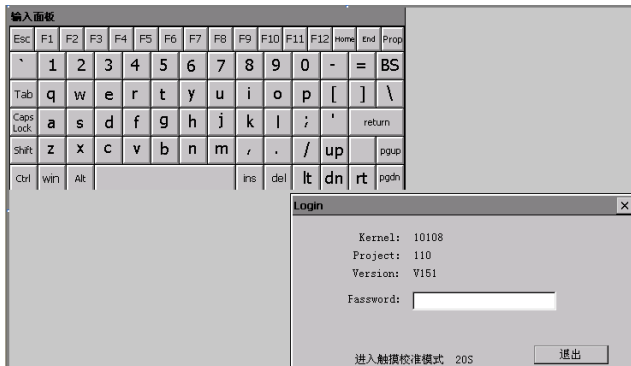 输入面板
Esc F1 F2 F3 F4 F5 F6 F7 F8 F9 F10 F11 F12 Home End Prop
` 1 2 3 4 5 6 7 8 9 0 - = BS
Tab q w e r t y u i o p [ ] \
Caps Lock a s d f g h j k l ; ' return
Shift z x c v b n m , . / up pgup
Ctrl win Alt ins del lt dn rt pgdn
Login ×
Kernel: 10108
Project: 110
Version: V151
Password:
进入触摸校准模式 20S 退出